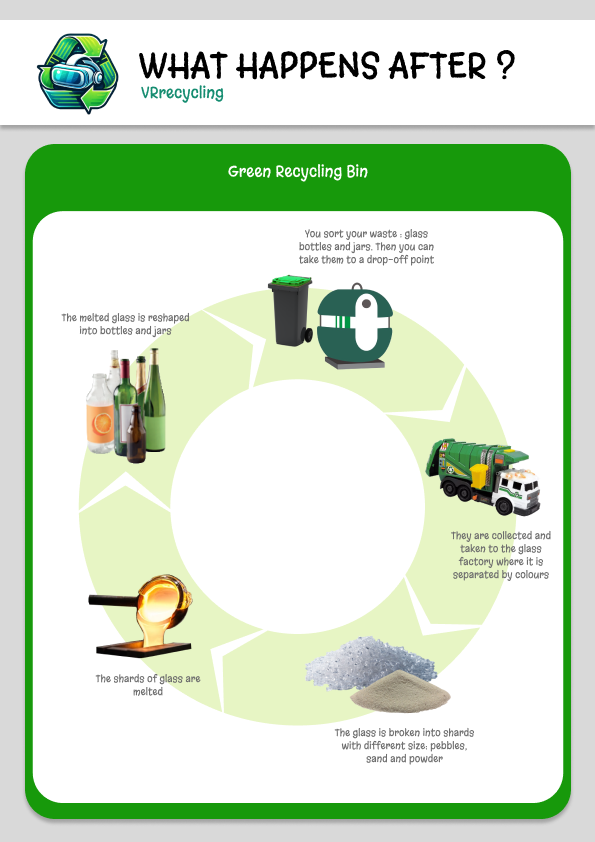 WHAT HAPPENS AFTER ?
VRrecycling
Green Recycling Bin
You sort your waste : glass
bottles and jars. Then you can
take them to a drop-off point
The melted glass is reshaped
into bottles and jars
They are collected and
taken to the glass
factory where it is
separated by colours
The shards of glass are
melted
The glass is broken into shards
with different size: pebbles,
sand and powder